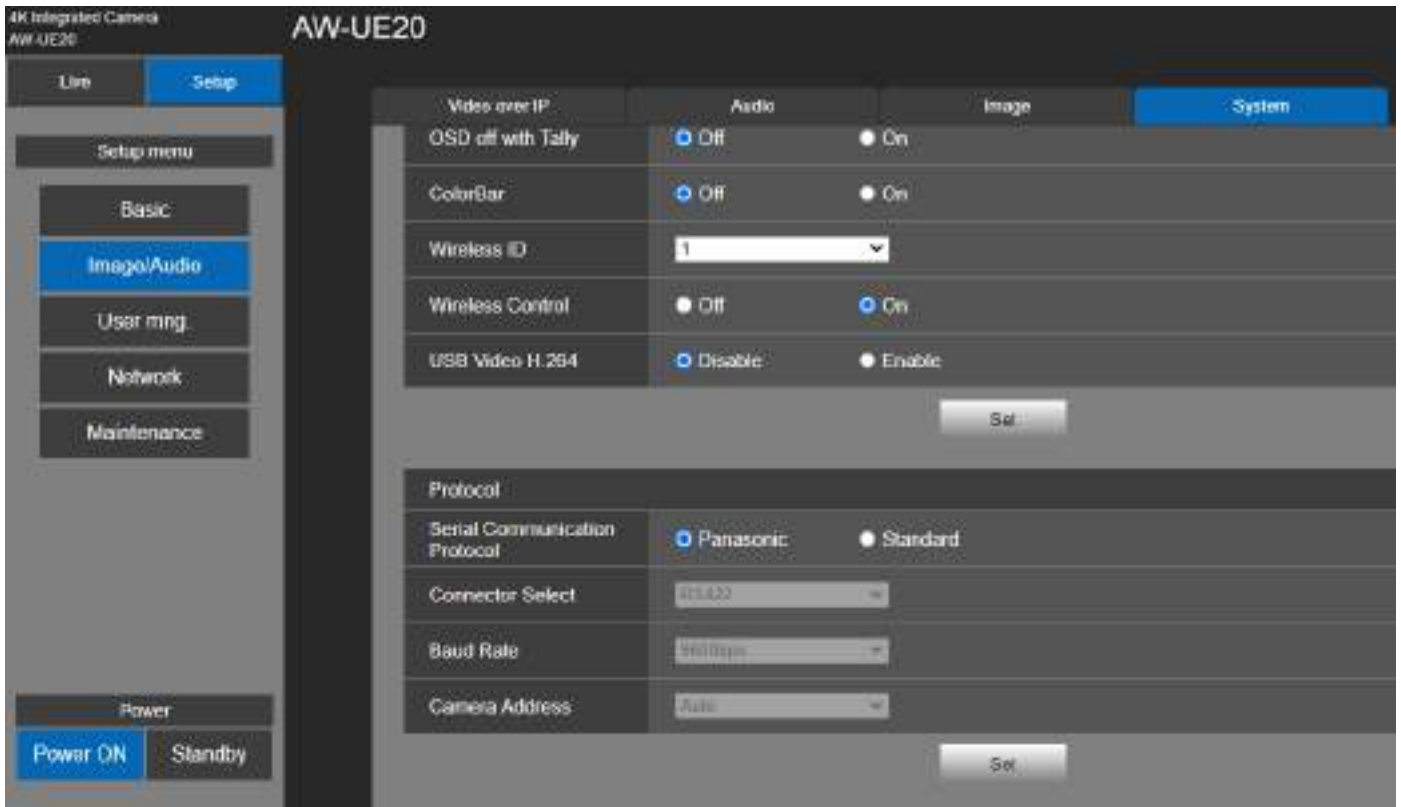 4K Integrated Camera
AW-UE20
AW-UE20
Live
Setup
Setup menu
Basic
Image/Audio
User mng.
Network
Maintenance
Power
Power ON
Standby
Video over IP
Audio
Image
System
OSD off with Tally
Off
On
ColorBar
Off
On
Wireless ID
1
Wireless Control
Off
On
USB Video H.264
Disable
Enable
Set
Protocol
Serial Communication
Protocol
Panasonic
Standard
Connector Select
RS422
Baud Rate
9600bps
Camera Address
Auto
Set